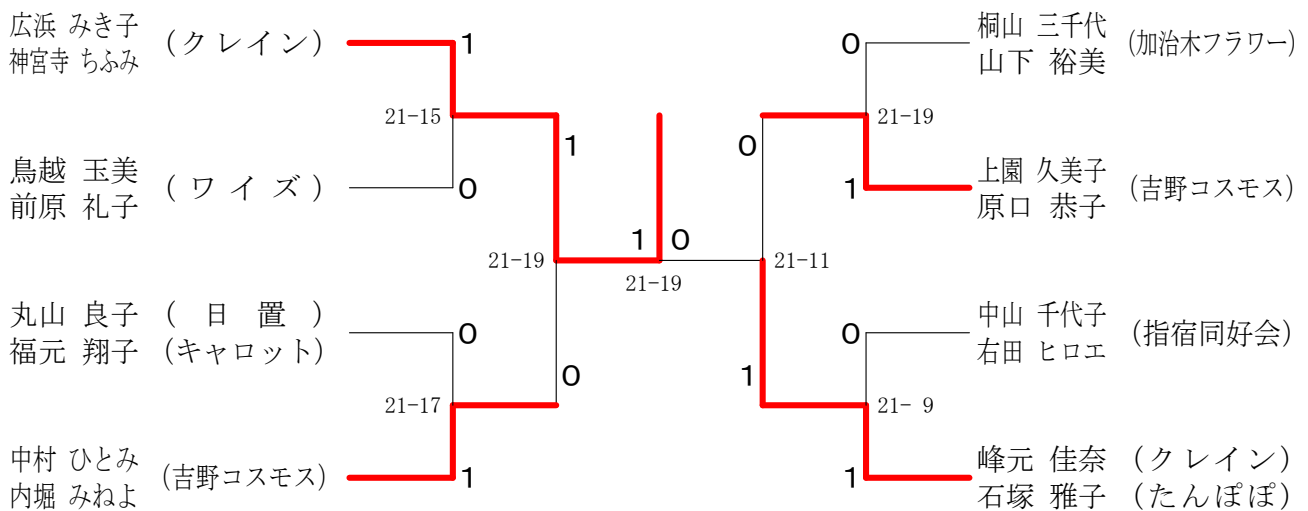 広浜 みき子
神宮寺 ちふみ
(クレイン)
1
21-15
鳥越 玉美
前原 礼子
(ワイズ)
0
1
21-19
丸山 良子 (日置)
福元 翔子 (キャロット)
0
21-17
0
中村 ひとみ
内堀 みねよ
(吉野コスモス)
1
1 0
21-19
0
桐山 三千代
山下 裕美
(加治木フラワー)
21-19
0
1
上園 久美子
原口 恭子
(吉野コスモス)
21-11
0
中山 千代子
右田 ヒロエ
(指宿同好会)
1
21- 9
1
峰元 佳奈 (クレイン)
石塚 雅子 (たんぽぽ)